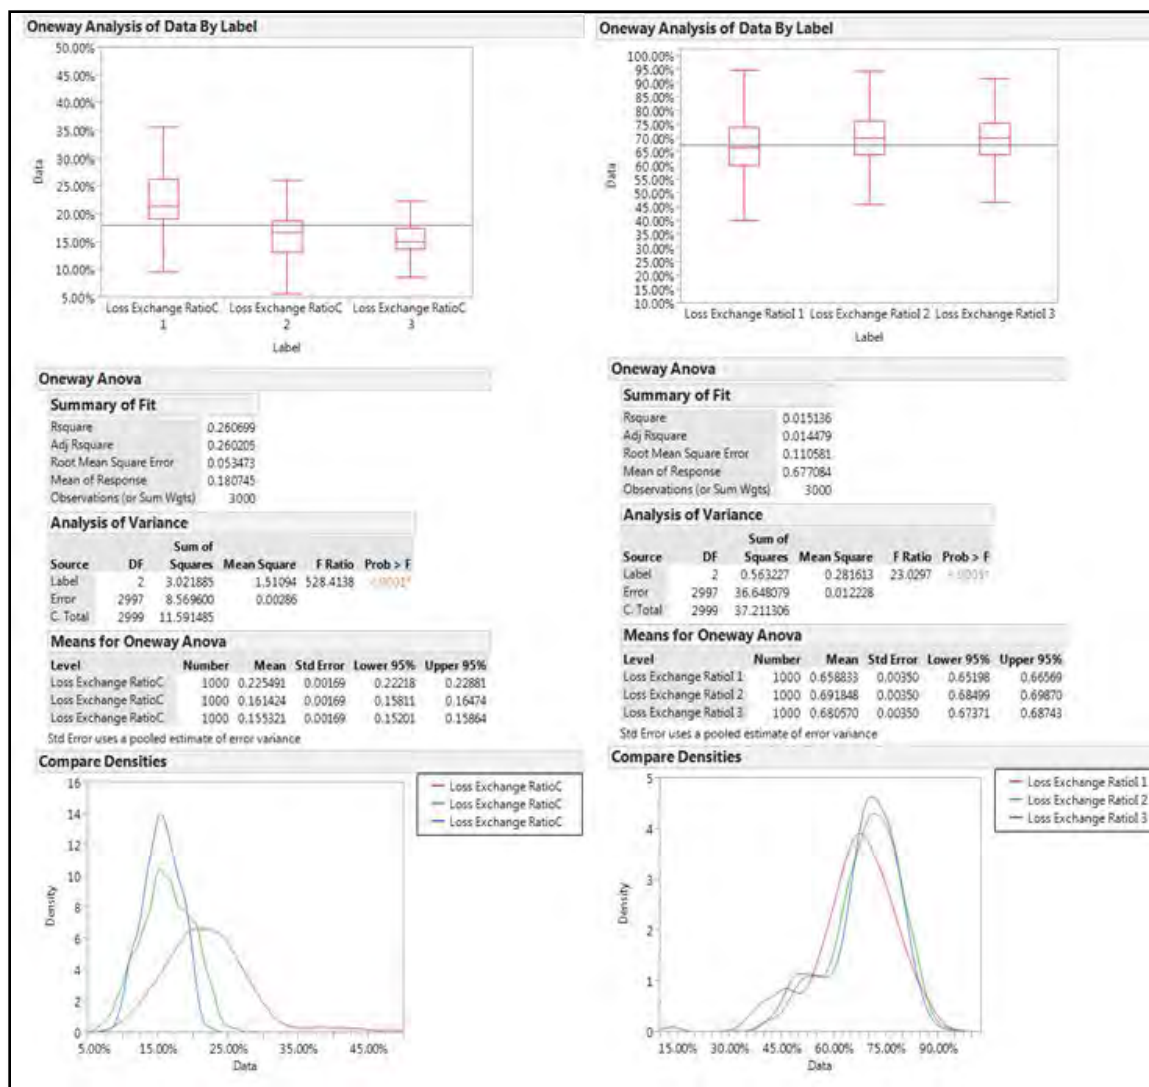 Oneway Analysis of Data By Label
50.00%
45.00%
40.00%
35.00%
30.00%
25.00%
20.00%
15.00%
10.00%
5.00%
Data
Loss Exchange RatioC Loss Exchange RatioC Loss Exchange RatioC
1 2 3
Label
Oneway Anova
Summary of Fit
Rsquare 0.260699
Adj Rsquare 0.260205
Root Mean Square Error 0.053473
Mean of Response 0.180745
Observations (or Sum Wgts) 3000
Analysis of Variance
Sum of
Source DF Squares Mean Square F Ratio Prob > F
Label 2 3.021885 1.51094 528.4138 <.0001*
Error 2997 8.569600 0.00286
C. Total 2999 11.591485
Means for Oneway Anova
Level Number Mean Std Error Lower 95% Upper 95%
Loss Exchange RatioC 1000 0.225491 0.00169 0.22218 0.22881
Loss Exchange RatioC 1000 0.161424 0.00169 0.15811 0.16474
Loss Exchange RatioC 1000 0.155321 0.00169 0.15201 0.15864
Std Error uses a pooled estimate of error variance
Compare Densities
16
14
12
10
8
6
4
2
0
Density
5.00% 15.00% 25.00% 35.00% 45.00%
Data
Loss Exchange RatioC
Loss Exchange RatioC
Loss Exchange RatioC
Oneway Analysis of Data By Label
100.00%
95.00%
90.00%
85.00%
80.00%
75.00%
70.00%
65.00%
60.00%
55.00%
50.00%
45.00%
40.00%
35.00%
30.00%
25.00%
20.00%
15.00%
10.00%
Data
Loss Exchange RatioI 1 Loss Exchange RatioI 2 Loss Exchange RatioI 3
Label
Oneway Anova
Summary of Fit
Rsquare 0.015136
Adj Rsquare 0.014479
Root Mean Square Error 0.110581
Mean of Response 0.677084
Observations (or Sum Wgts) 3000
Analysis of Variance
Sum of
Source DF Squares Mean Square F Ratio Prob > F
Label 2 0.563227 0.281613 23.0297 <.0001*
Error 2997 36.648079 0.012228
C. Total 2999 37.211306
Means for Oneway Anova
Level Number Mean Std Error Lower 95% Upper 95%
Loss Exchange RatioI 1 1000 0.658833 0.00350 0.65198 0.66569
Loss Exchange RatioI 2 1000 0.691848 0.00350 0.68499 0.69870
Loss Exchange RatioI 3 1000 0.680570 0.00350 0.67371 0.68743
Std Error uses a pooled estimate of error variance
Compare Densities
5
4
3
2
1
0
Density
15.00% 30.00% 45.00% 60.00% 75.00% 90.00%
Data
Loss Exchange RatioI 1
Loss Exchange RatioI 2
Loss Exchange RatioI 3